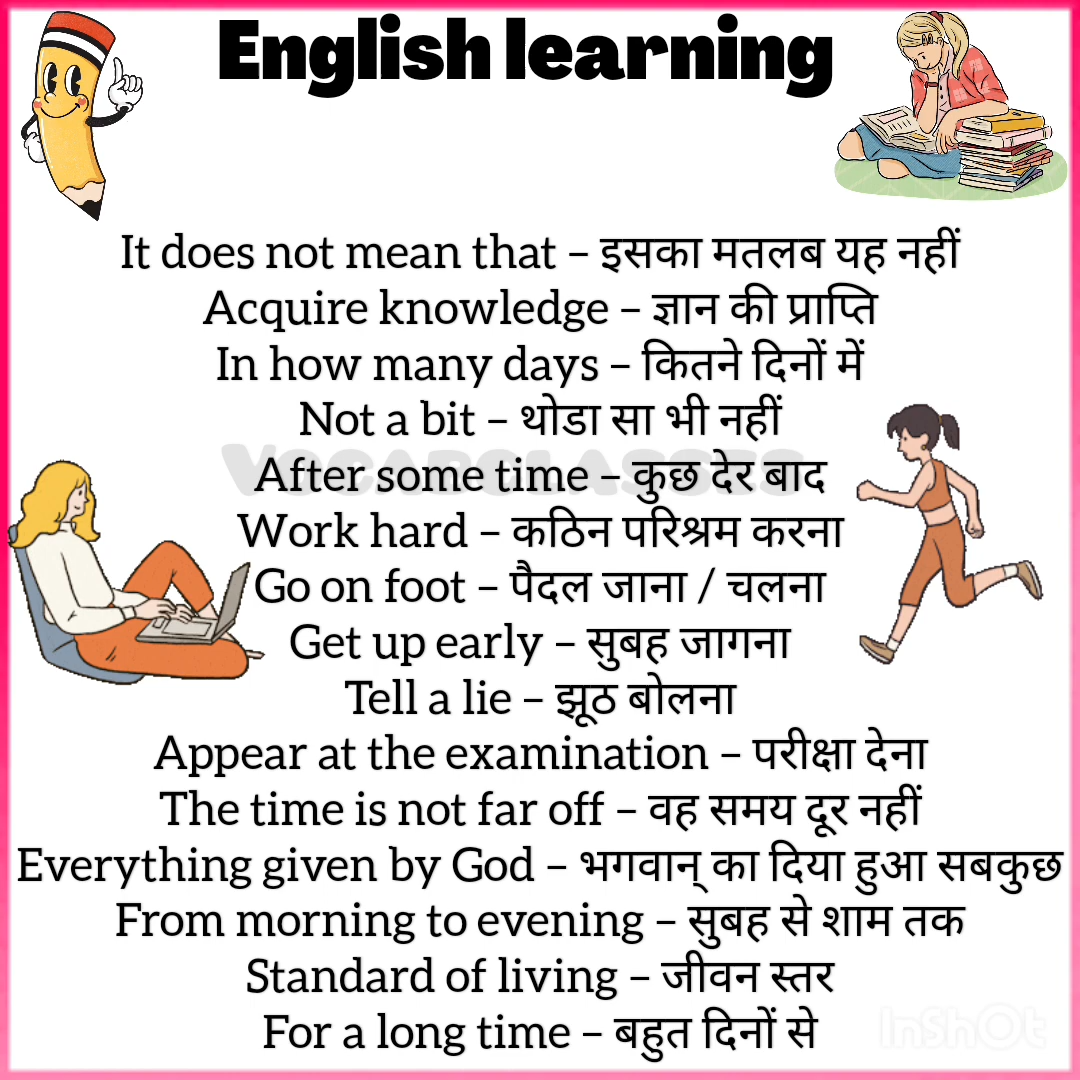 English learning
It does not mean that – इसका मतलब यह नहीं
Acquire knowledge – ज्ञान की प्राप्ति
In how many days – कितने दिनों में
Not a bit – थोडा सा भी नहीं
VOCABCLASSES
After some time – कुछ देर बाद
Work hard – कठिन परिश्रम करना
Go on foot – पैदल जाना / चलना
Get up early – सुबह जागना
Tell a lie – झूठ बोलना
Appear at the examination – परीक्षा देना
The time is not far off – वह समय दूर नहीं
Everything given by God – भगवान् का दिया हुआ सबकुछ
From morning to evening – सुबह से शाम तक
Standard of living – जीवन स्तर
For a long time – बहुत दिनों से
InShOt